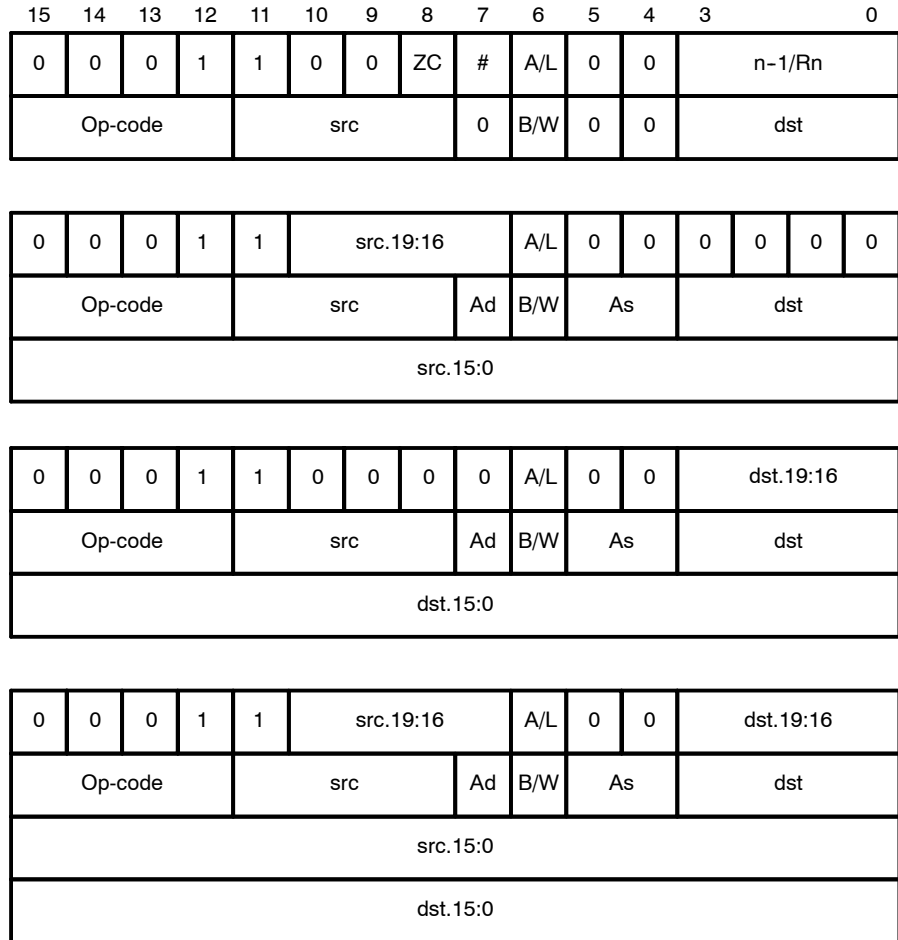 15 14 13 12 11 10 9 8 7 6 5 4 3 0
0 0 0 1 1 0 0 ZC # A/L 0 0 n-1/Rn
Op-code src 0 B/W 0 0 dst
0 0 0 1 1 src.19:16 A/L 0 0 0 0 0 0
Op-code src Ad B/W As dst
src.15:0
0 0 0 1 1 0 0 0 0 A/L 0 0 dst.19:16
Op-code src Ad B/W As dst
dst.15:0
0 0 0 1 1 src.19:16 A/L 0 0 dst.19:16
Op-code src Ad B/W As dst
src.15:0
dst.15:0